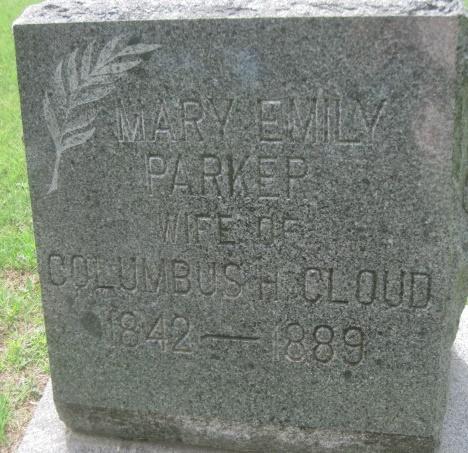 MARY EMILY
PARKER
WIFE OF
COLUMBUS H. CLOUD
1842 — 1889